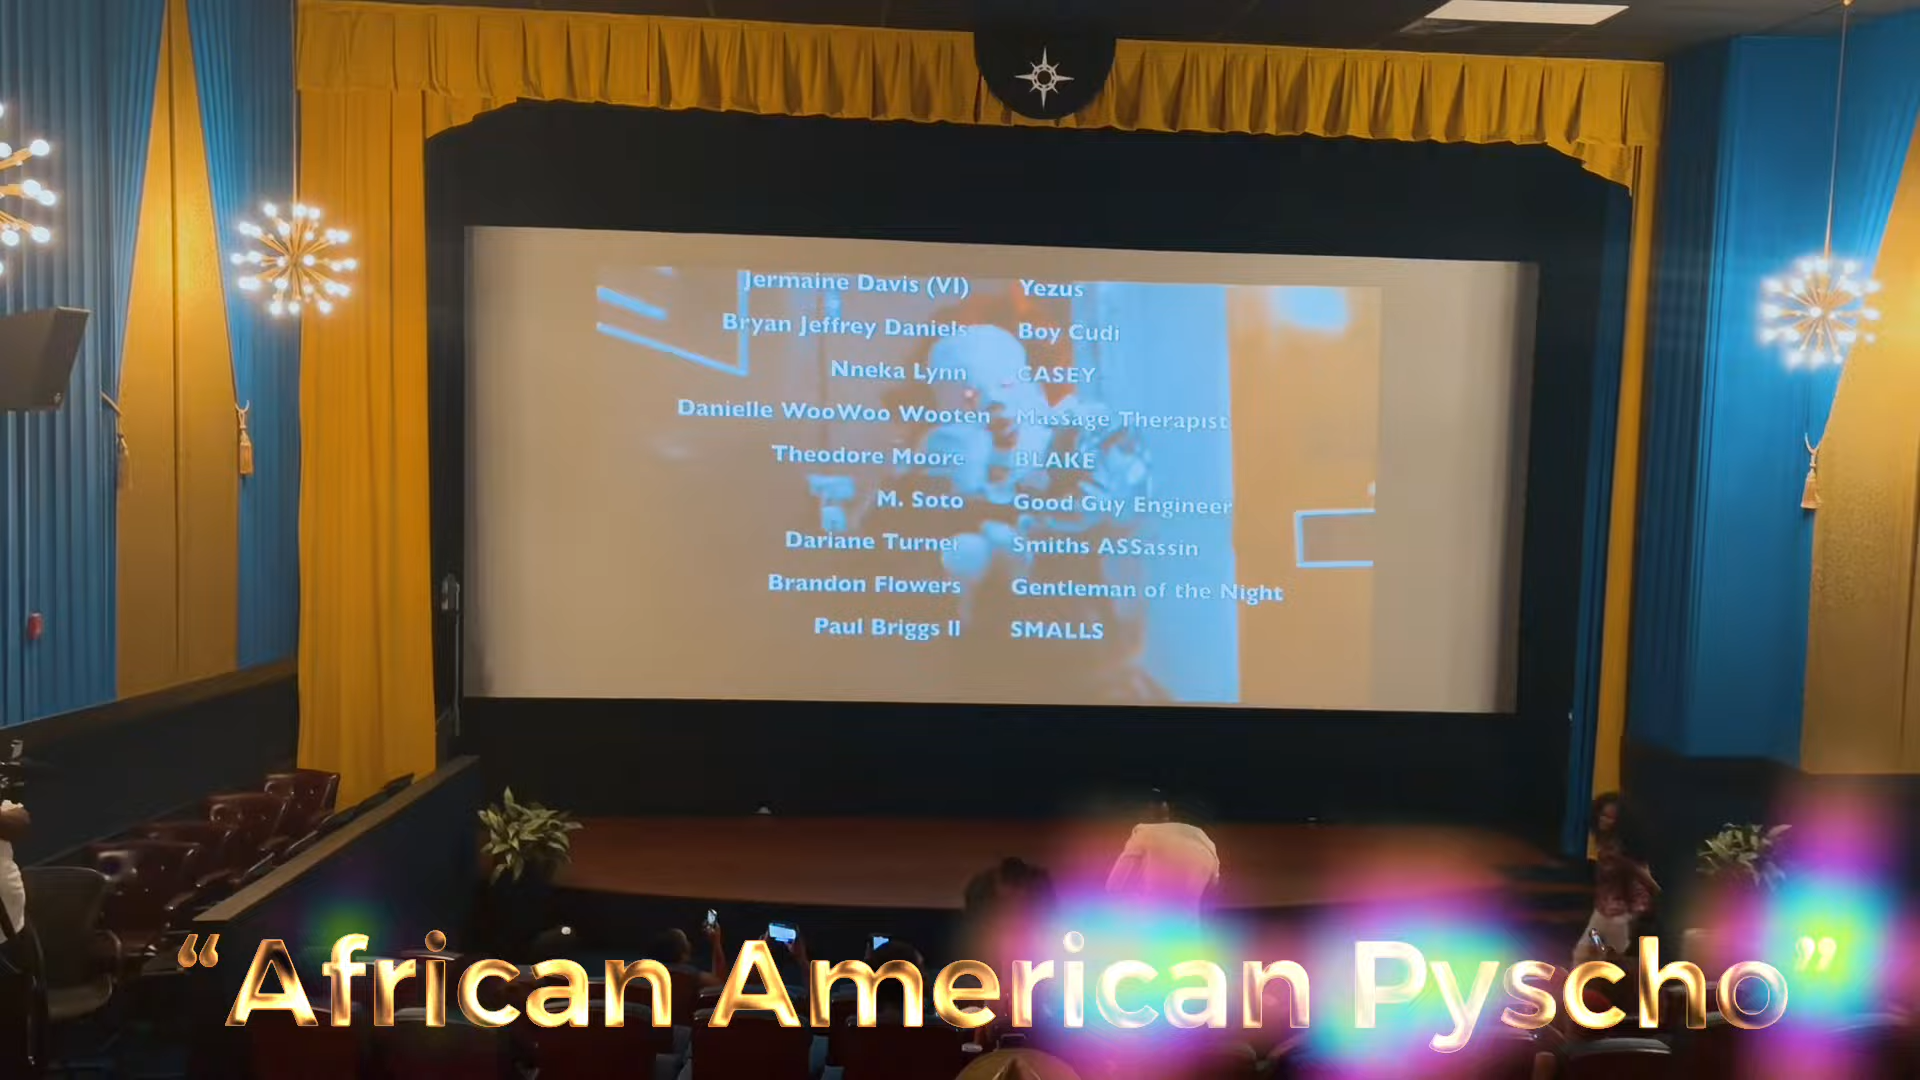 Jermaine Davis (VI) Yezus
Bryan Jeffrey Daniels Boy Cudi
Nneka Lynn CASEY
Danielle WooWoo Wooten Massage Therapist
Theodore Moore BLAKE
M. Soto Good Guy Engineer
Dariane Turner Smiths ASSassin
Brandon Flowers Gentleman of the Night
Paul Briggs II SMALLS
“African American Pyscho”